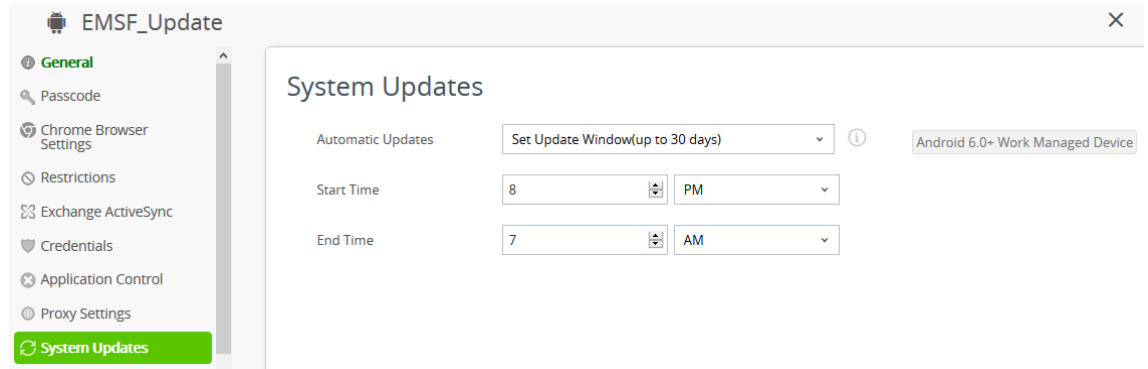 EMSF_Update
General
Passcode
Chrome Browser
Settings
Restrictions
Exchange ActiveSync
Credentials
Application Control
Proxy Settings
System Updates
System Updates
Automatic Updates Set Update Window(up to 30 days) Android 6.0+ Work Managed Device
Start Time 8 PM
End Time 7 AM